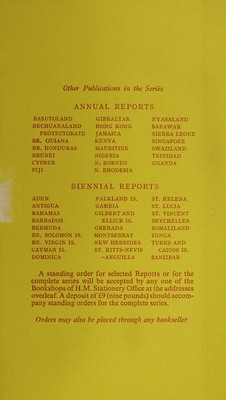 Other Publications in the Series
ANNUAL REPORTS
BASUTOLAND
BECHUANALAND
PROTECTORATE
BR. GUIANA
BR. HONDURAS
BRUNEI
CYPRUS
FIJI
GIBRALTAR
HONG KONG
JAMAICA
KENYA
MAURITIUS
NIGERIA
N. BORNEO
N. RHODESIA
NYASALAND
SARAWAK
SIERRA LEONE
SINGAPORE
SWAZILAND
TRINIDAD
UGANDA
BIENNIAL REPORTS
ADEN
ANTIGUA
BAHAMAS
BARBADOS
BERMUDA
BR. SOLOMON IS.
BR. VIRGIN IS.
CAYMAN IS.
DOMINICA
FALKLAND IS.
GAMBIA
GILBERT AND
ELLICE IS.
GRENADA
MONTSERRAT
NEW HEBRIDES
ST. KITTS-NEVIS
-ANGUILLA
ST. HELENA
ST. LUCIA
ST. VINCENT
SEYCHELLES
SOMALILAND
TONGA
TURKS AND
CAICOS IS.
ZANZIBAR
A standing order for selected Reports or for the
complete series will be accepted by any one of the
Bookshops of H.M. Stationery Office at the addresses
overleaf. A deposit of £9 (nine pounds) should accom-
pany standing orders for the complete series.
Orders may also be placed through any bookseller